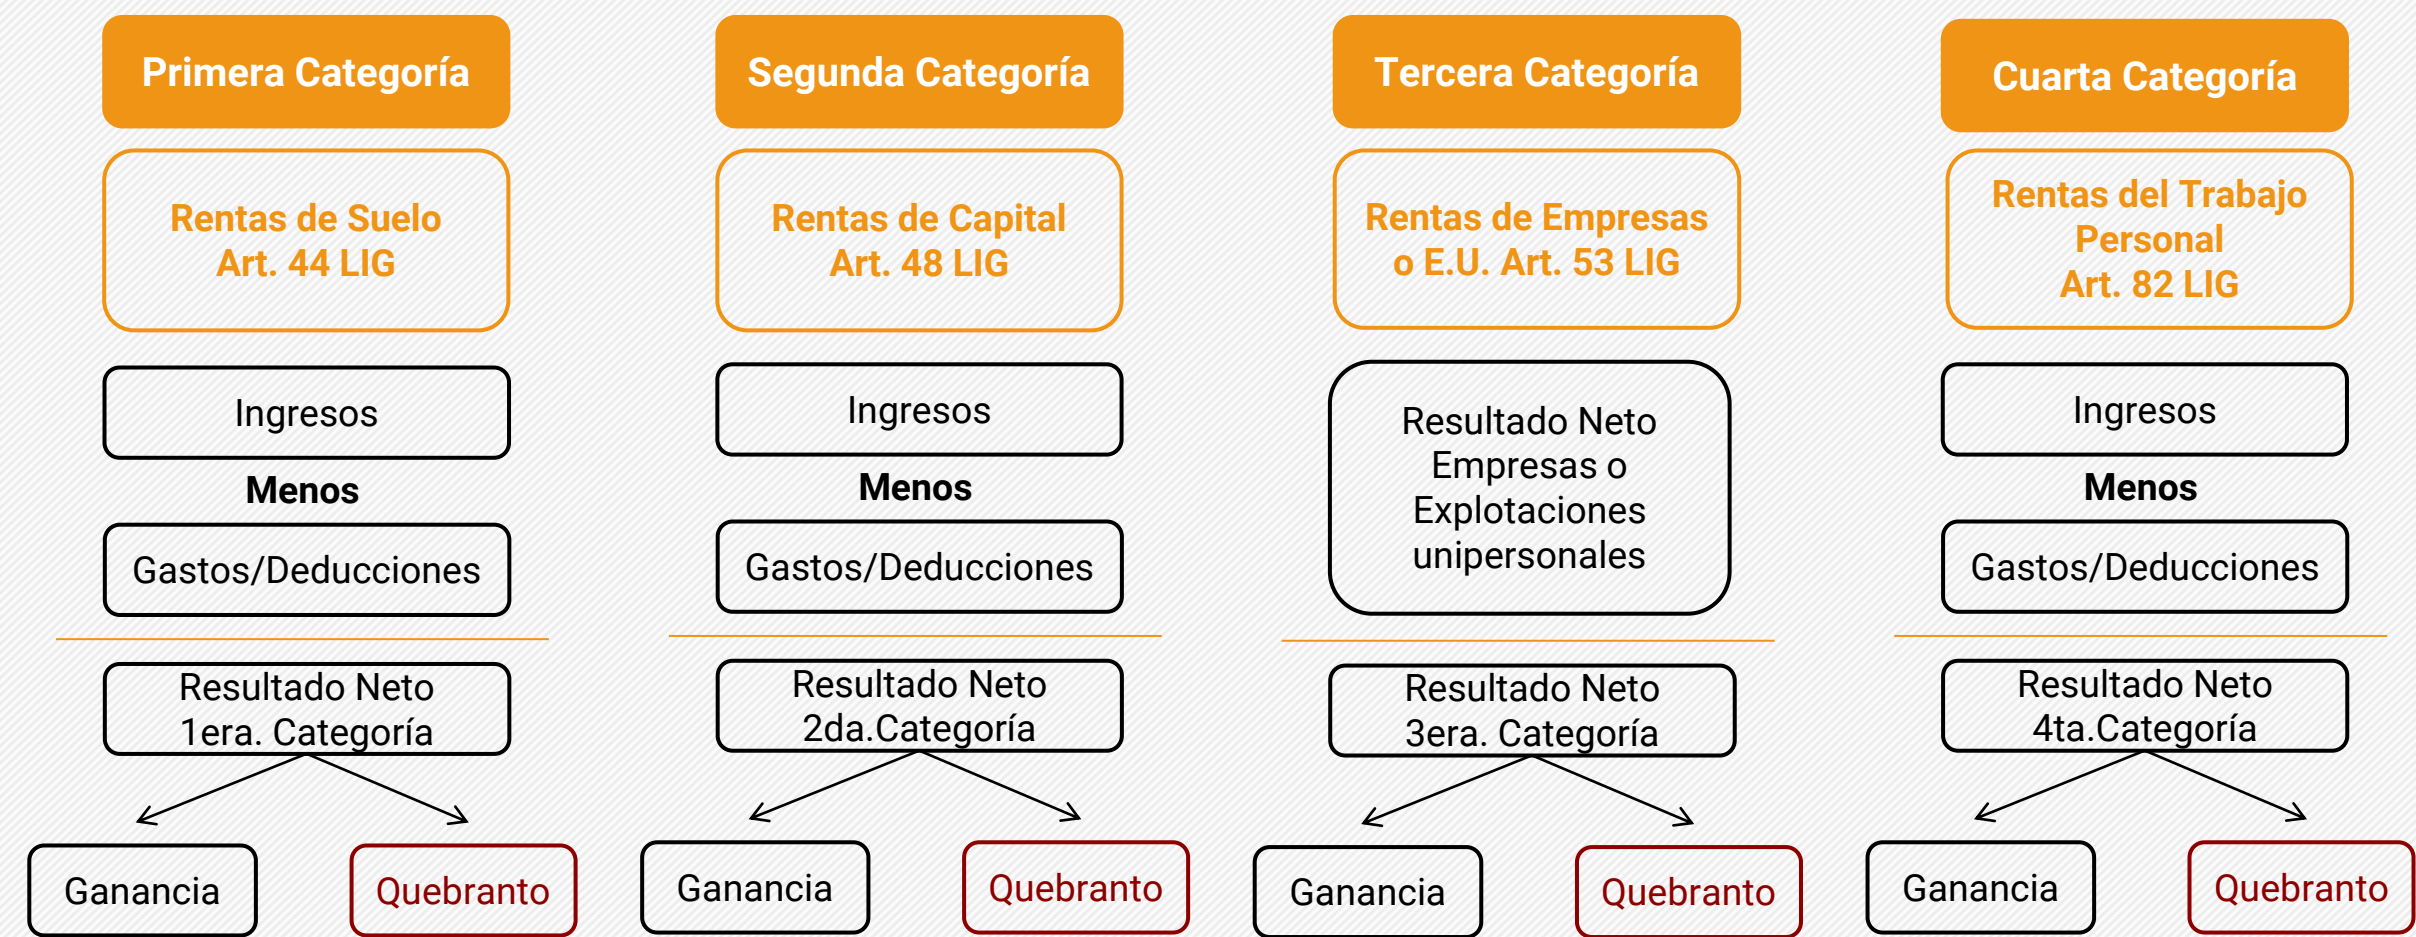 Primera Categoría
Rentas de Suelo
Art. 44 LIG
Ingresos
Menos
Gastos/Deducciones
Resultado Neto
1era. Categoría
Ganancia
Quebranto
Segunda Categoría
Rentas de Capital
Art. 48 LIG
Ingresos
Menos
Gastos/Deducciones
Resultado Neto
2da.Categoría
Ganancia
Quebranto
Tercera Categoría
Rentas de Empresas
o E.U. Art. 53 LIG
Resultado Neto
Empresas o
Explotaciones
unipersonales
Resultado Neto
3era. Categoría
Ganancia
Quebranto
Cuarta Categoría
Rentas del Trabajo
Personal
Art. 82 LIG
Ingresos
Menos
Gastos/Deducciones
Resultado Neto
4ta.Categoría
Ganancia
Quebranto